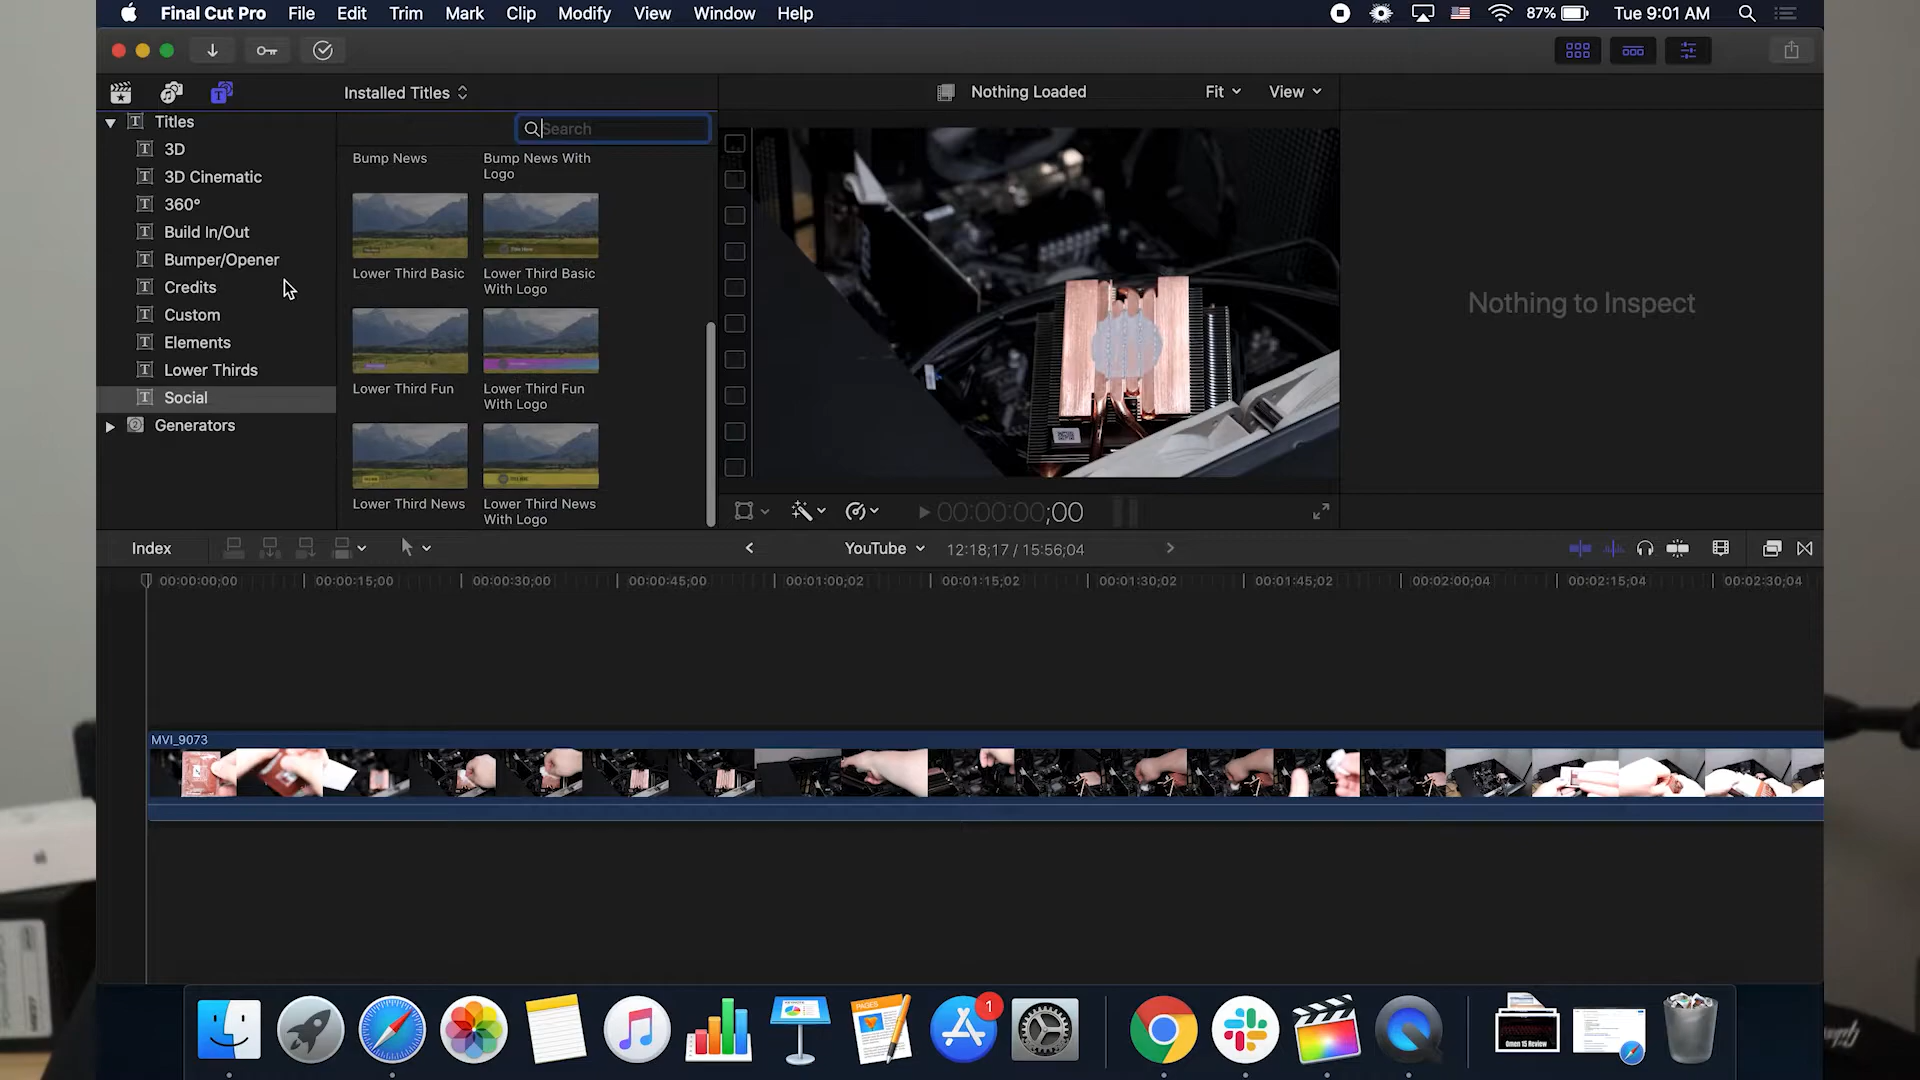 Final Cut Pro File Edit Trim Mark Clip Modify View Window Help 87% Tue 9:01 AM
Installed Titles Nothing Loaded Fit View
Titles
Search
3D
3D Cinematic
360°
Build In/Out
Bumper/Opener
Credits
Custom
Elements
Lower Thirds
Social
Generators
Bump News
Bump News With
Logo
Lower Third Basic
Lower Third Basic
With Logo
Lower Third Fun
Lower Third Fun
With Logo
Lower Third News
Lower Third News
With Logo
Nothing to Inspect
00:00:00;00
Index YouTube 12:18;17 / 15:56;04
00:00:00;00 00:00:15;00 00:00:30;00 00:00:45;00 00:01:00;02 00:01:15;02 00:01:30;02 00:01:45;02 00:02:00;04 00:02:15;04 00:02:30;04
MVI_9073
PAGES
1
Omen 15 Review